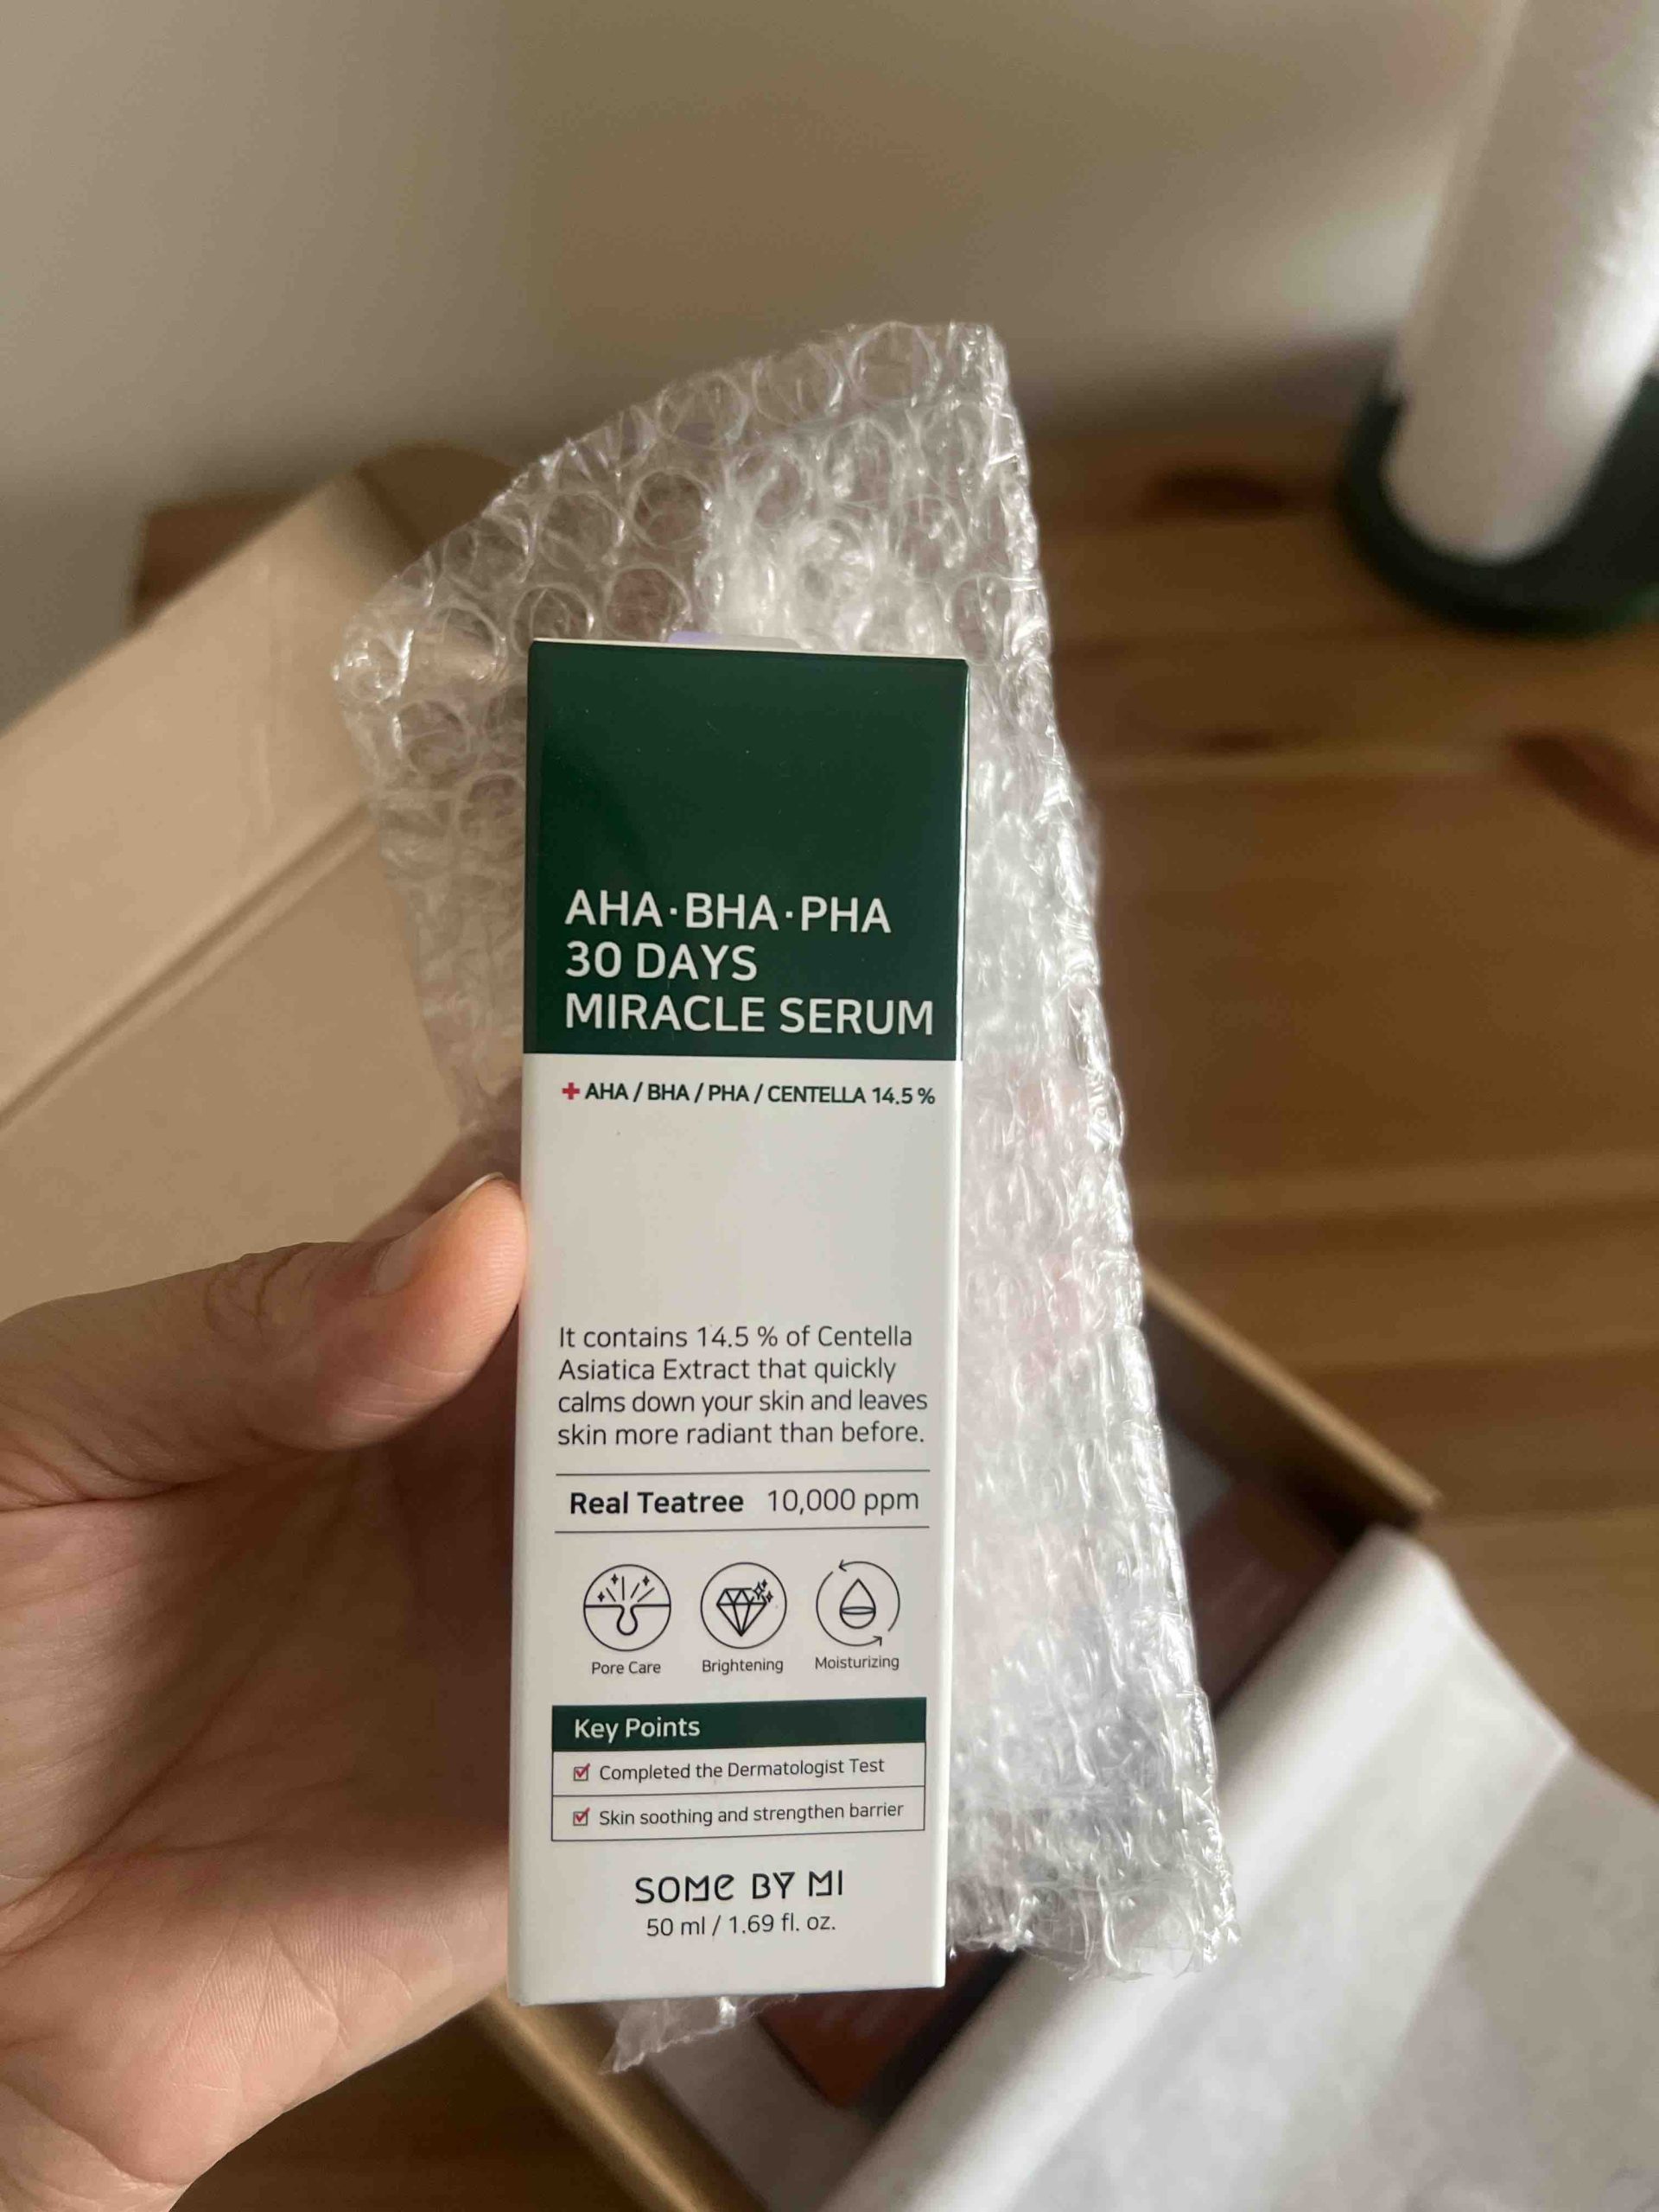 AHA·BHA·PHA
30 DAYS
MIRACLE SERUM
+ AHA / BHA / PHA / CENTELLA 14.5 %
It contains 14.5 % of Centella
Asiatica Extract that quickly
calms down your skin and leaves
skin more radiant than before.
Real Teatree 10,000 ppm
Pore Care Brightening Moisturizing
Key Points
Completed the Dermatologist Test
Skin soothing and strengthen barrier
SOME BY MI
50 ml / 1.69 fl. oz.